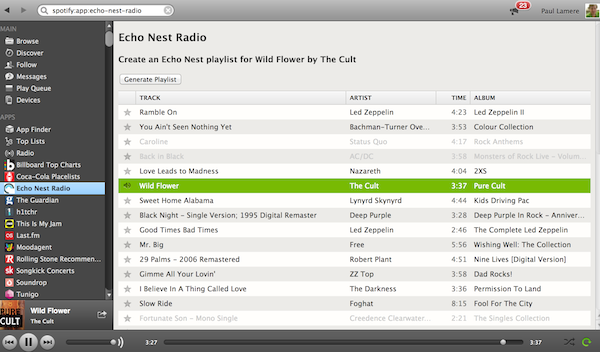 spotify:app:echo-nest-radio
23
Paul Lamere
MAIN
Browse
Discover
Follow
Messages
Play Queue
Devices
APPS
App Finder
Top Lists
Radio
Billboard Top Charts
Coca-Cola Placelists
Echo Nest Radio
The Guardian
h1tchr
This Is My Jam
Last.fm
Moodagent
Rolling Stone Recommen...
Songkick Concerts
Soundrop
Tunigo
PURE
CULT
Wild Flower
The Cult
Echo Nest Radio
Create an Echo Nest playlist for Wild Flower by The Cult
Generate Playlist
TRACK ARTIST TIME ALBUM
Ramble On Led Zeppelin 4:23 Led Zeppelin II
You Ain't Seen Nothing Yet Bachman-Turner Ove... 3:53 Colour Collection
Caroline Status Quo 4:17 Rock Anthems
Back in Black AC/DC 3:58 Monsters of Rock Live - Volum...
Love Leads to Madness Nazareth 4:04 2XS
Wild Flower The Cult 3:37 Pure Cult
Sweet Home Alabama Lynyrd Skynyrd 4:44 Kids Driving Pac
Black Night - Single Version; 1995 Digital Remaster Deep Purple 3:28 Deep Purple In Rock - Anniver...
Good Times Bad Times Led Zeppelin 2:46 The Complete Led Zeppelin
Mr. Big Free 5:56 Wishing Well: The Collection
29 Palms - 2006 Remastered Robert Plant 4:51 Nine Lives [Digital Version]
Gimme All Your Lovin' ZZ Top 3:58 Dad Rocks!
I Believe In A Thing Called Love The Darkness 3:36 Permission To Land
Slow Ride Foghat 8:15 Fool For The City
Fortunate Son - Mono Single Creedence Clearwater... 2:21 The Singles Collection
3:27
3:37